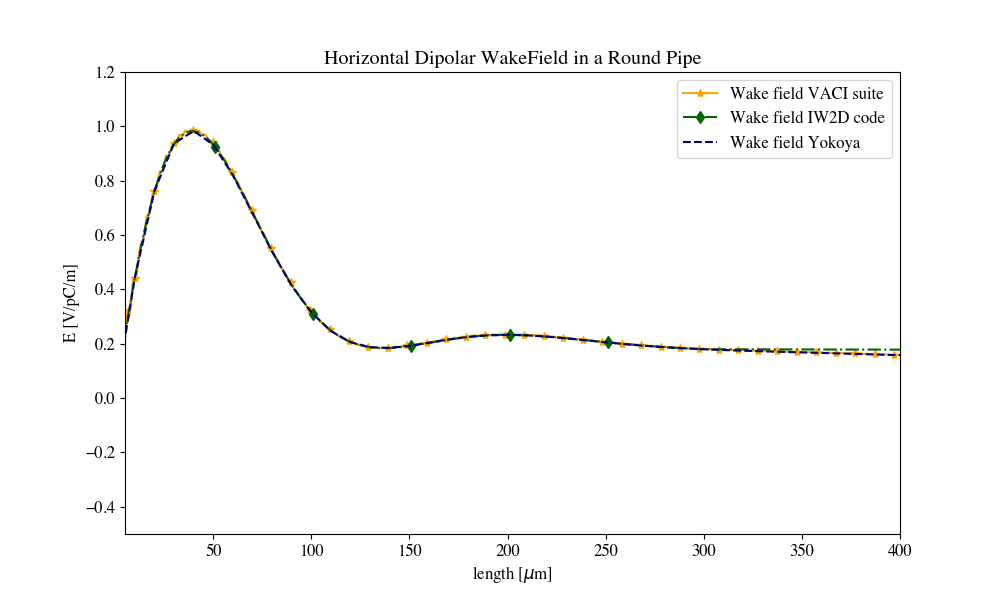 Horizontal Dipolar WakeField in a Round Pipe
Wake field VACI suite
Wake field IW2D code
Wake field Yokoya
E [V/pC/m]
1.2
1.0
0.8
0.6
0.4
0.2
0.0
−0.2
−0.4
50 100 150 200 250 300 350 400
length [μm]